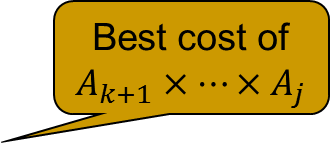 Best cost of
A_{k+1} × ⋯ × A_j